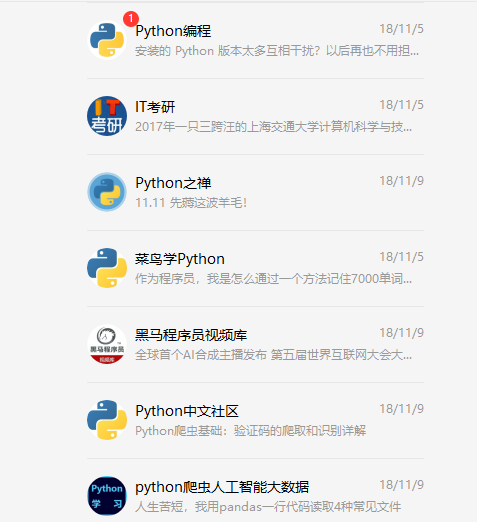 1
Python编程 18/11/5
安装的 Python 版本太多互相干扰？以后再也不用担...
IT考研 18/11/5
IT
考研
2017年一只三跨汪的上海交通大学计算机科学与技...
Python之禅 18/11/9
11.11 先薅这波羊毛！
菜鸟学Python 18/11/5
作为程序员，我是怎么通过一个方法记住7000单词...
黑马程序员视频库 18/11/9
黑马程序员
视频库
全球首个AI合成主播发布 第五届世界互联网大会大...
Python中文社区 18/11/9
Python爬虫基础：验证码的爬取和识别详解
python爬虫人工智能大数据 18/11/9
Python
学 习
人生苦短，我用pandas一行代码读取4种常见文件